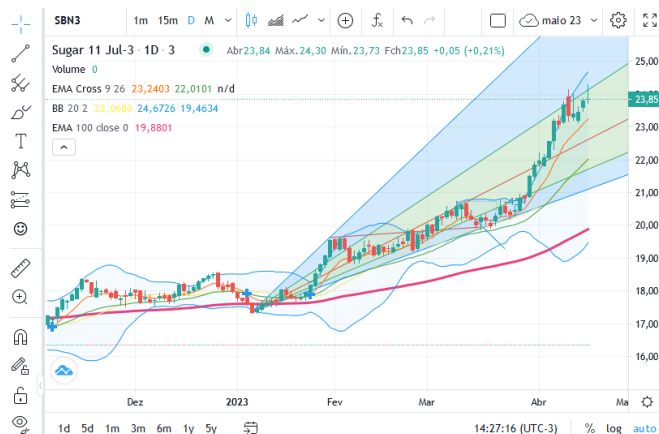 SBN3 1m 15m D M maio 23
Sugar 11 Jul-3 · 1D · 3 Abr23,84 Máx.24,30 Mín.23,73 Fch23,85 +0,05 (+0,21%)
Volume 0
EMA Cross 9 26 23,2403 22,0101 n/d
BB 20 2 22,0680 24,6726 19,4634
EMA 100 close 0 19,8801
25,00
23,85
23,00
22,00
21,00
20,00
19,00
18,00
17,00
16,00
Dez 2023 Fev Mar Abr Ma
1d 5d 1m 3m 6m 1y 5y 14:27:16 (UTC-3) % log auto